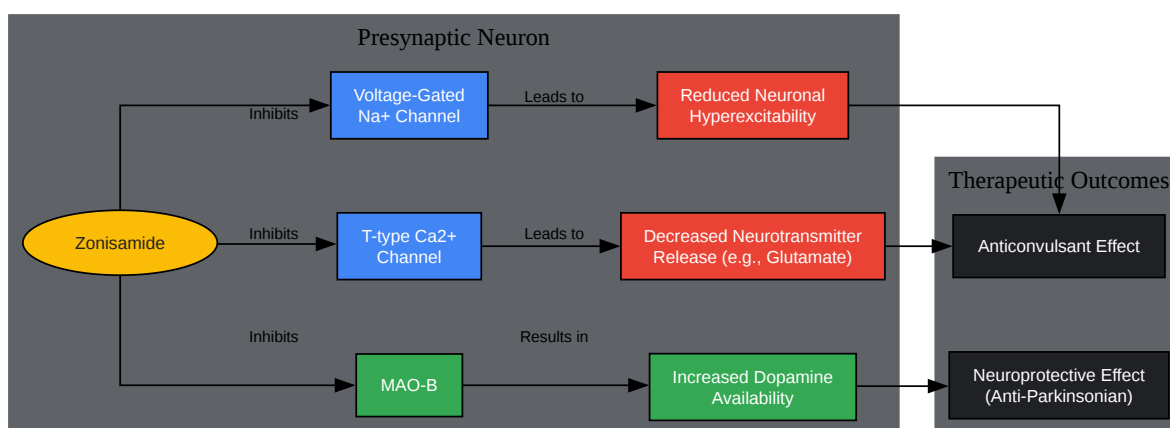 Presynaptic Neuron
Voltage-Gated
Na+ Channel
Inhibits
Leads to
Reduced Neuronal
Hyperexcitability
Therapeutic Outcomes
Zonisamide
Inhibits
T-type Ca2+
Channel
Leads to
Decreased Neurotransmitter
Release (e.g., Glutamate)
Anticonvulsant Effect
Inhibits
MAO-B
Results in
Increased Dopamine
Availability
Neuroprotective Effect
(Anti-Parkinsonian)